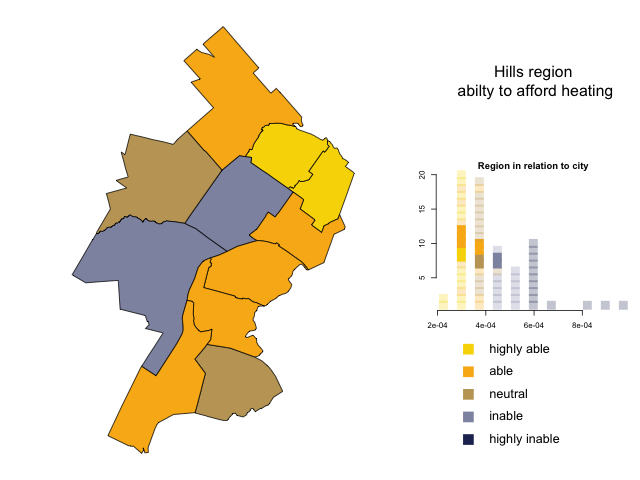 Hills region
abilty to afford heating
Region in relation to city
20
15
10
5
2e-04 4e-04 6e-04 8e-04
highly able
able
neutral
inable
highly inable